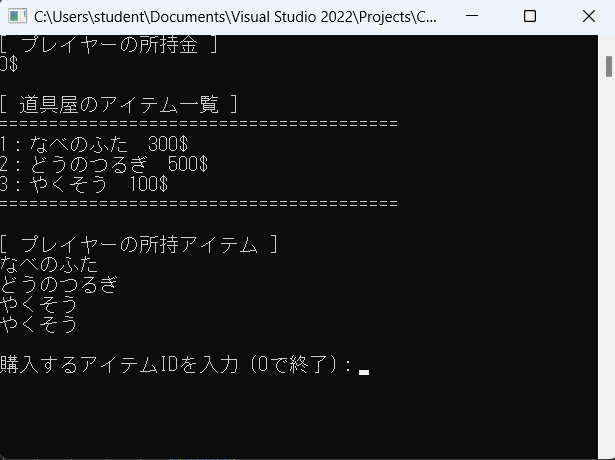 C:\Users\student\Documents\Visual Studio 2022\Projects\C...
[ プレイヤーの所持金 ]
0$
[ 道具屋のアイテム一覧 ]
========================================
1：なべのふた　300$
2：どうのつるぎ　500$
3：やくそう　100$
========================================
[ プレイヤーの所持アイテム ]
なべのふた
どうのつるぎ
やくそう
やくそう
購入するアイテムIDを入力（0で終了）：